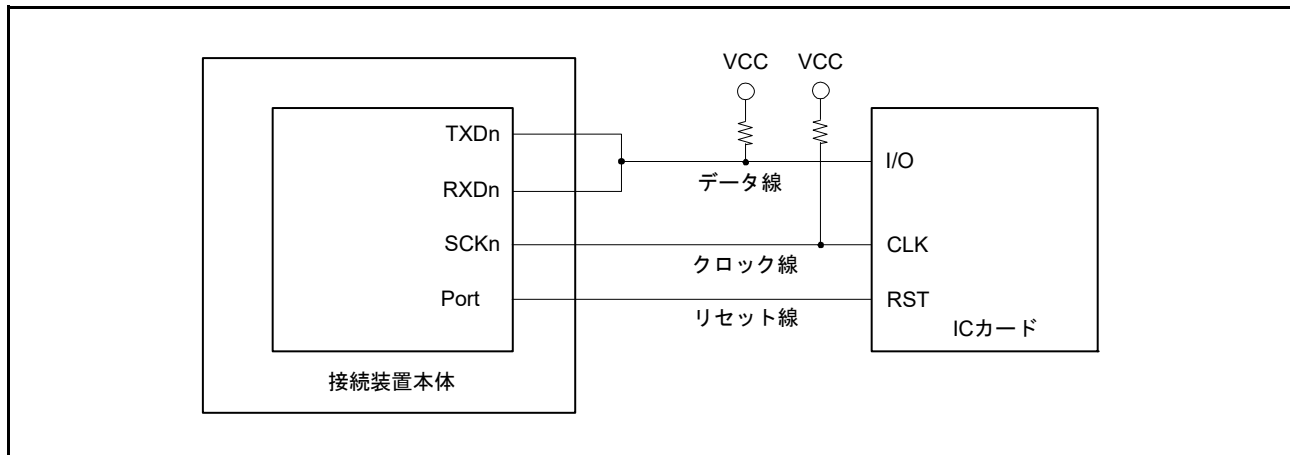 VCC VCC
TXDn
I/O
データ線
RXDn
SCKn
CLK
クロック線
Port
RST
リセット線
ICカード
接続装置本体